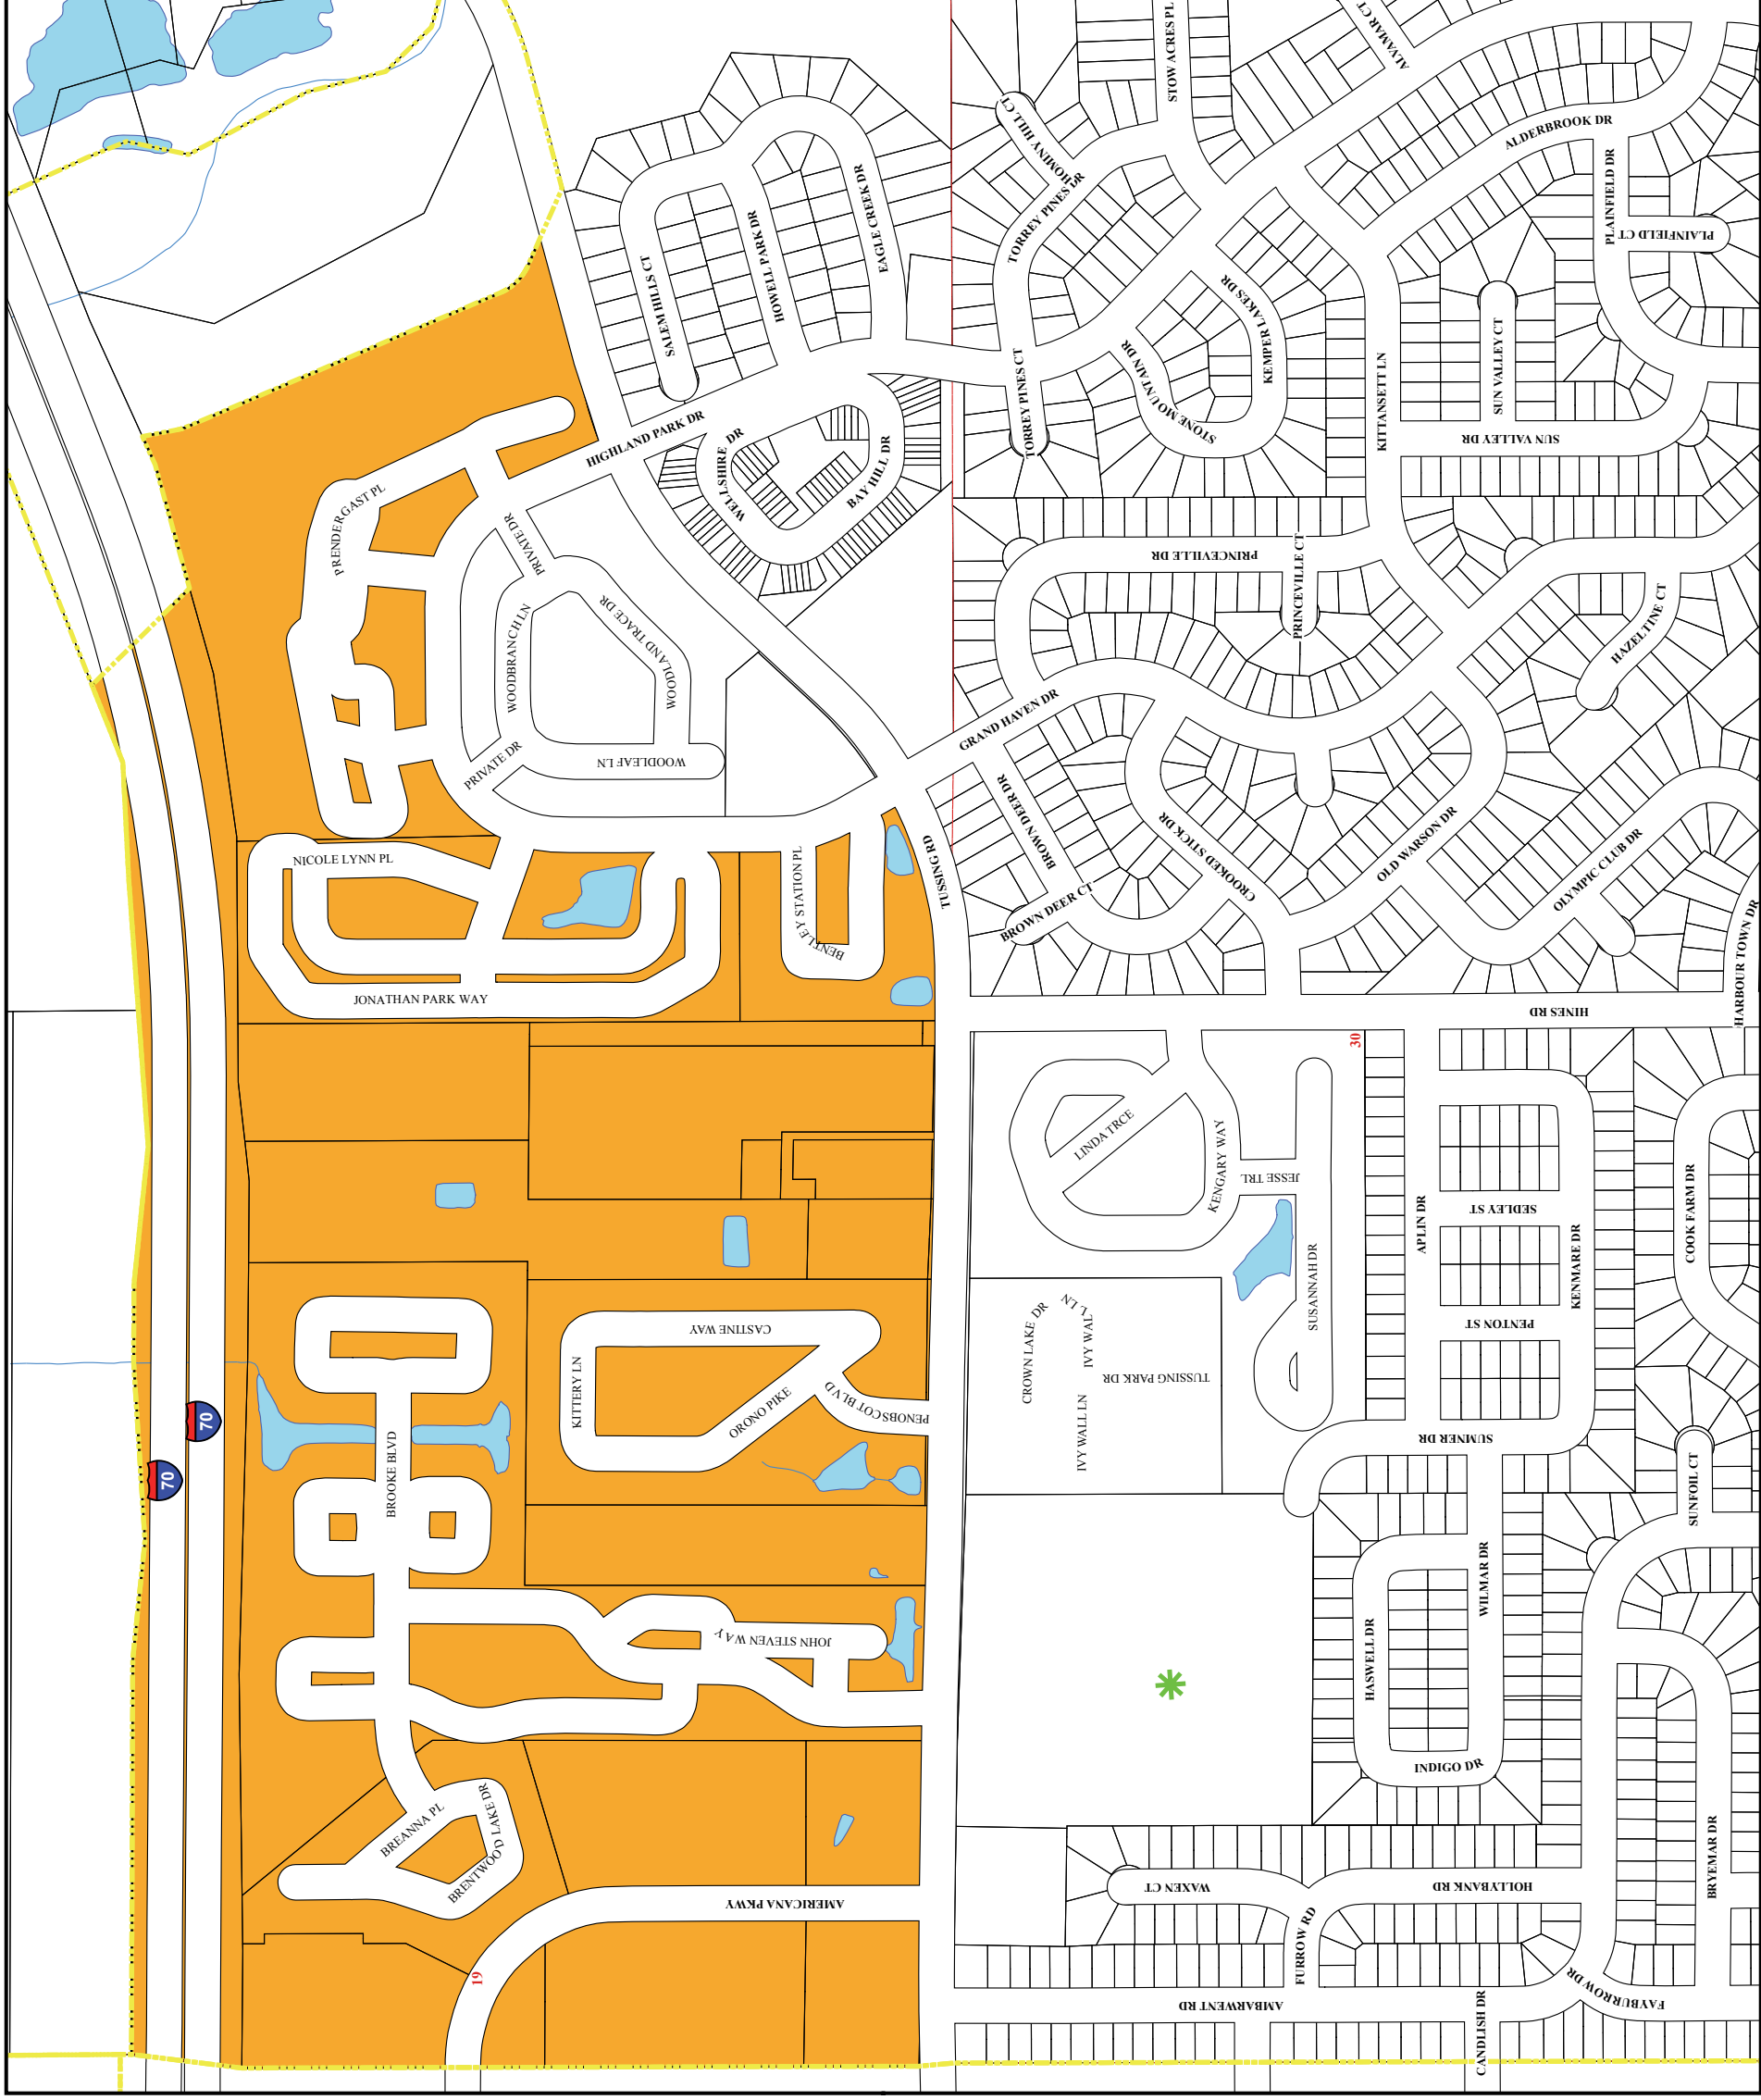 STOW ACRES PL
ALVAMAR CT
HOMINY HILL CT
ALDERBROOK DR
PLAINFIELD DR
PLAINFIELD CT
TORREY PINES DR
EAGLE CREEK DR
HOWELL PARK DR
SALEM HILLS CT
KEMPER LAKES DR
STONE MOUNTAIN DR
TORREY PINES CT
KITTANSETT LN
SUN VALLEY CT
SUN VALLEY DR
HIGHLAND PARK DR
WELLSHIRE DR
BAY HILL DR
PRENDERGAST PL
PRIVATE DR
PRINCEVILLE DR
PRINCEVILLE CT
WOODBRANCH LN
WOODLAND TRACE DR
HAZELTINE CT
GRAND HAVEN DR
PRIVATE DR
WOODLEAF LN
BROWN DEER DR
CROOKED STICK DR
OLD WARSON DR
OLYMPIC CLUB DR
NICOLE LYNN PL
TUSSING RD
BENTLEY STATION PL
BROWN DEER CT
HARBOUR TOWN DR
JONATHAN PARK WAY
HINES RD
30
LINDA TRCE
KENGARY WAY
JESSE TRL
APLIN DR
SEDLEY ST
KENMARE DR
COOK FARM DR
SUSANNAH DR
PENTON ST
CASTINE WAY
CROWN LAKE DR
IVY WALL LN
IVY WALL LN
TUSSING PARK DR
KITTERY LN
ORONO PIKE
PENOBSCOT BLVD
70
70
BROOKE BLVD
SUMNER DR
SUNFOIL CT
WILMAR DR
JOHN STEVEN WAY
HASWELL DR
INDIGO DR
BREANNA PL
BRENTWOOD LAKE DR
BRYEMAR DR
WAXEN CT
HOLLYBANK RD
AMERICANA PKWY
FURROW RD
19
FAYBURROW DR
AMBARWENT RD
CANDLISH DR